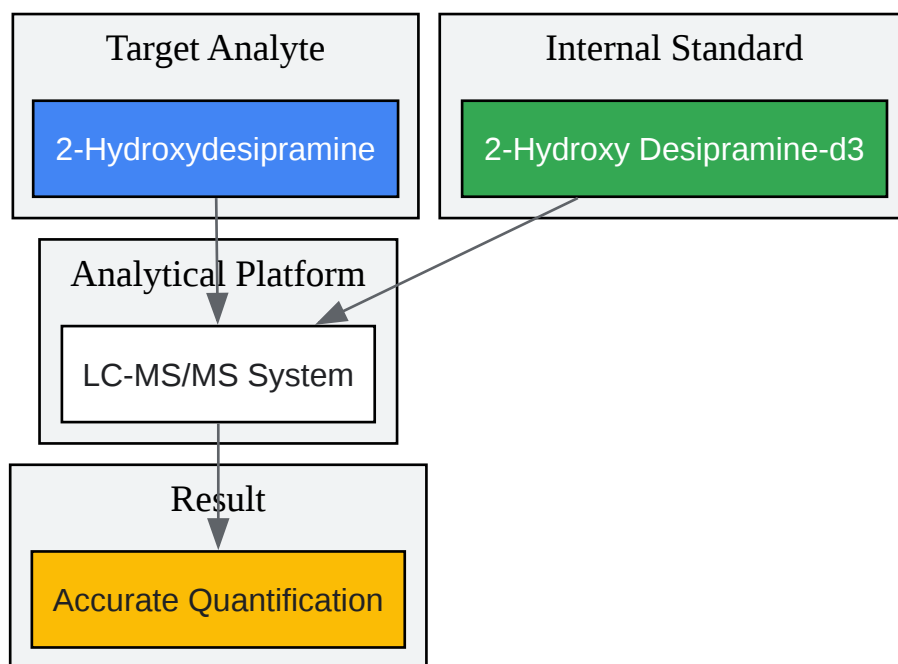 Target Analyte
2-Hydroxydesipramine
Internal Standard
2-Hydroxy Desipramine-d3
Analytical Platform
LC-MS/MS System
Result
Accurate Quantification